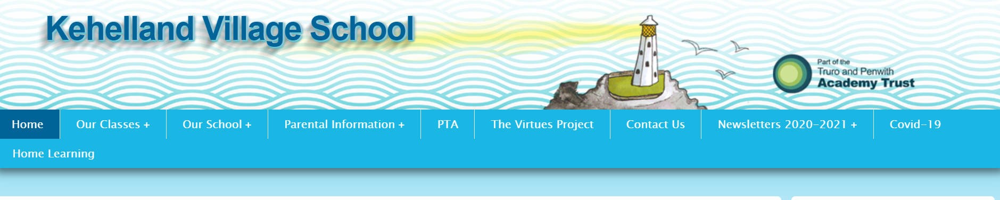 Kehelland Village School
Part of the
Truro and Penwith
Academy Trust
Home Our Classes + Our School + Parental Information + PTA The Virtues Project Contact Us Newsletters 2020-2021 + Covid-19
Home Learning